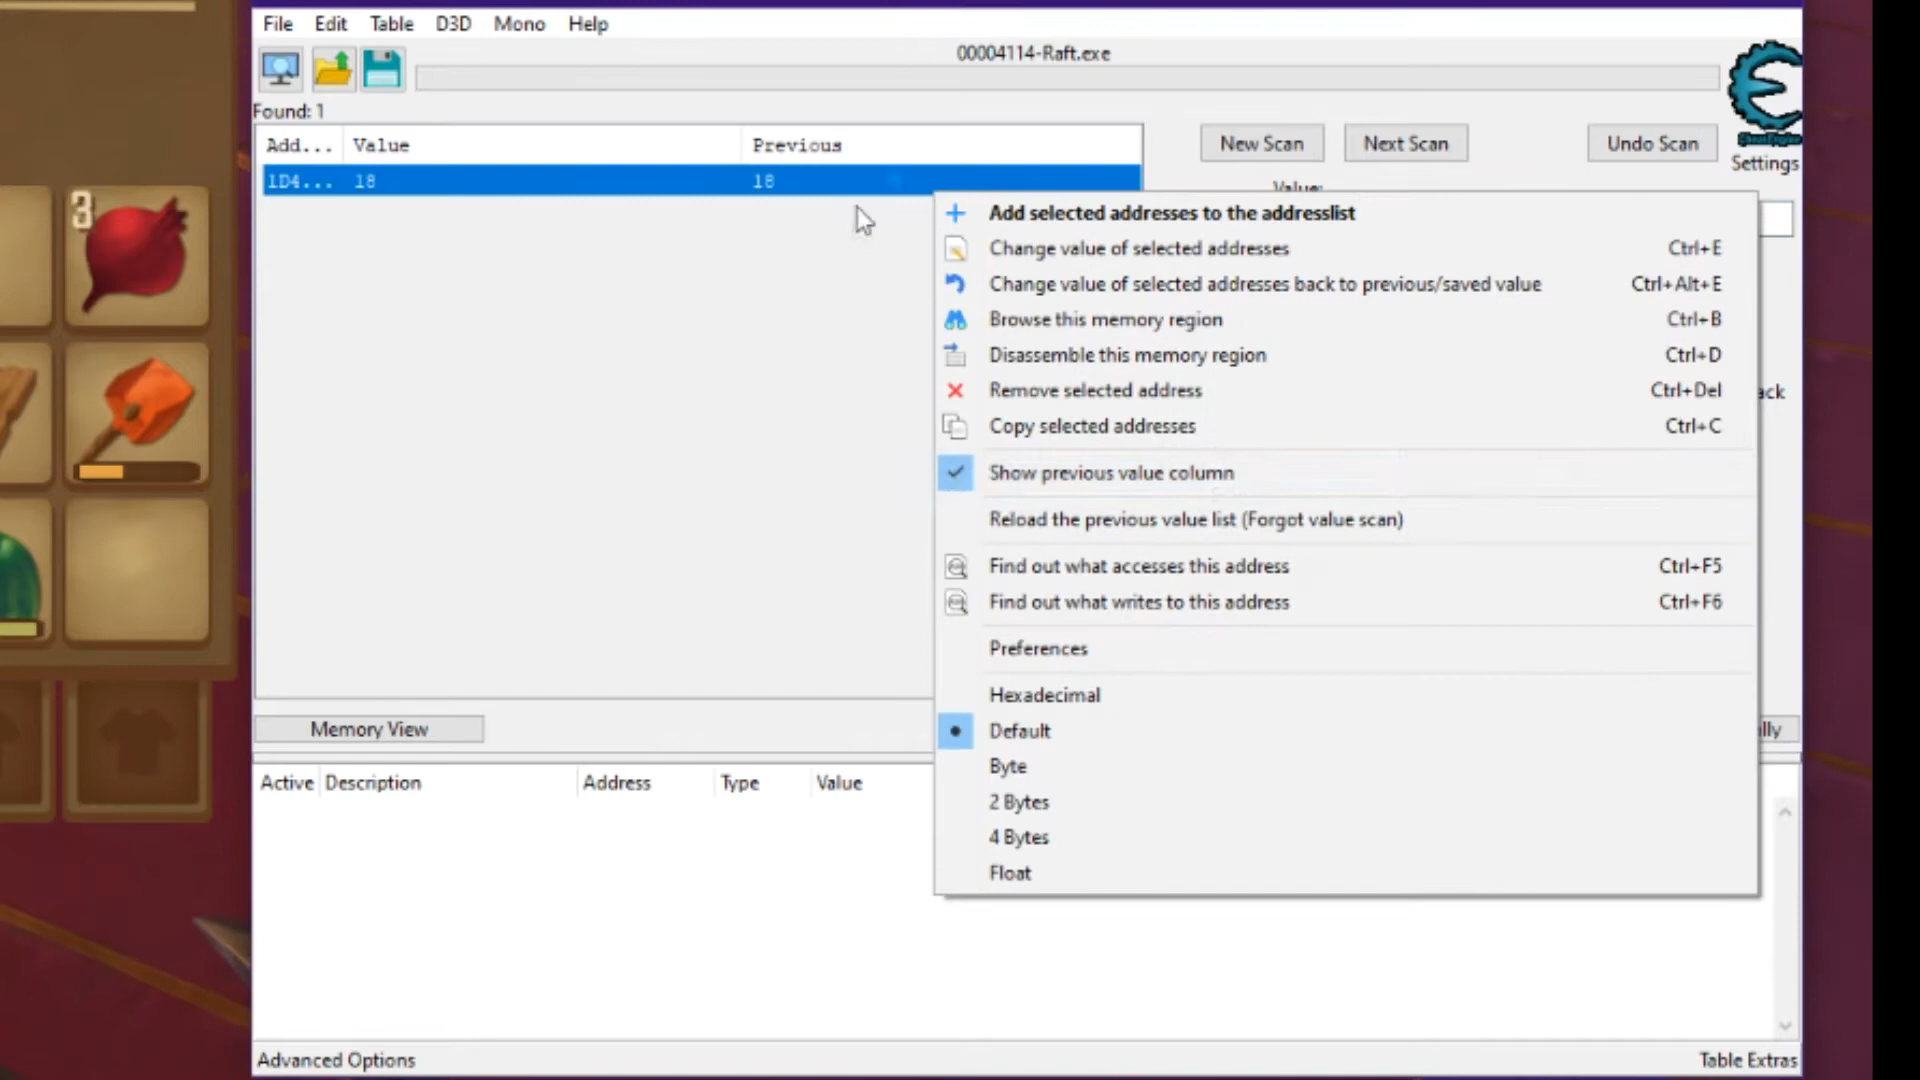 File Edit Table D3D Mono Help
00004114-Raft.exe
Found: 1
Add... Value Previous
New Scan Next Scan Undo Scan
Cheat Engine
Settings
1D4... 18 18
Value:
3
Add selected addresses to the addresslist
Change value of selected addresses Ctrl+E
Change value of selected addresses back to previous/saved value Ctrl+Alt+E
Browse this memory region Ctrl+B
Disassemble this memory region Ctrl+D
Remove selected address Ctrl+Del
Copy selected addresses Ctrl+C
Show previous value column
Reload the previous value list (Forgot value scan)
Find out what accesses this address Ctrl+F5
Find out what writes to this address Ctrl+F6
Preferences
Hexadecimal
Default
Byte
2 Bytes
4 Bytes
Float
Memory View
Active Description Address Type Value
Advanced Options Table Extras